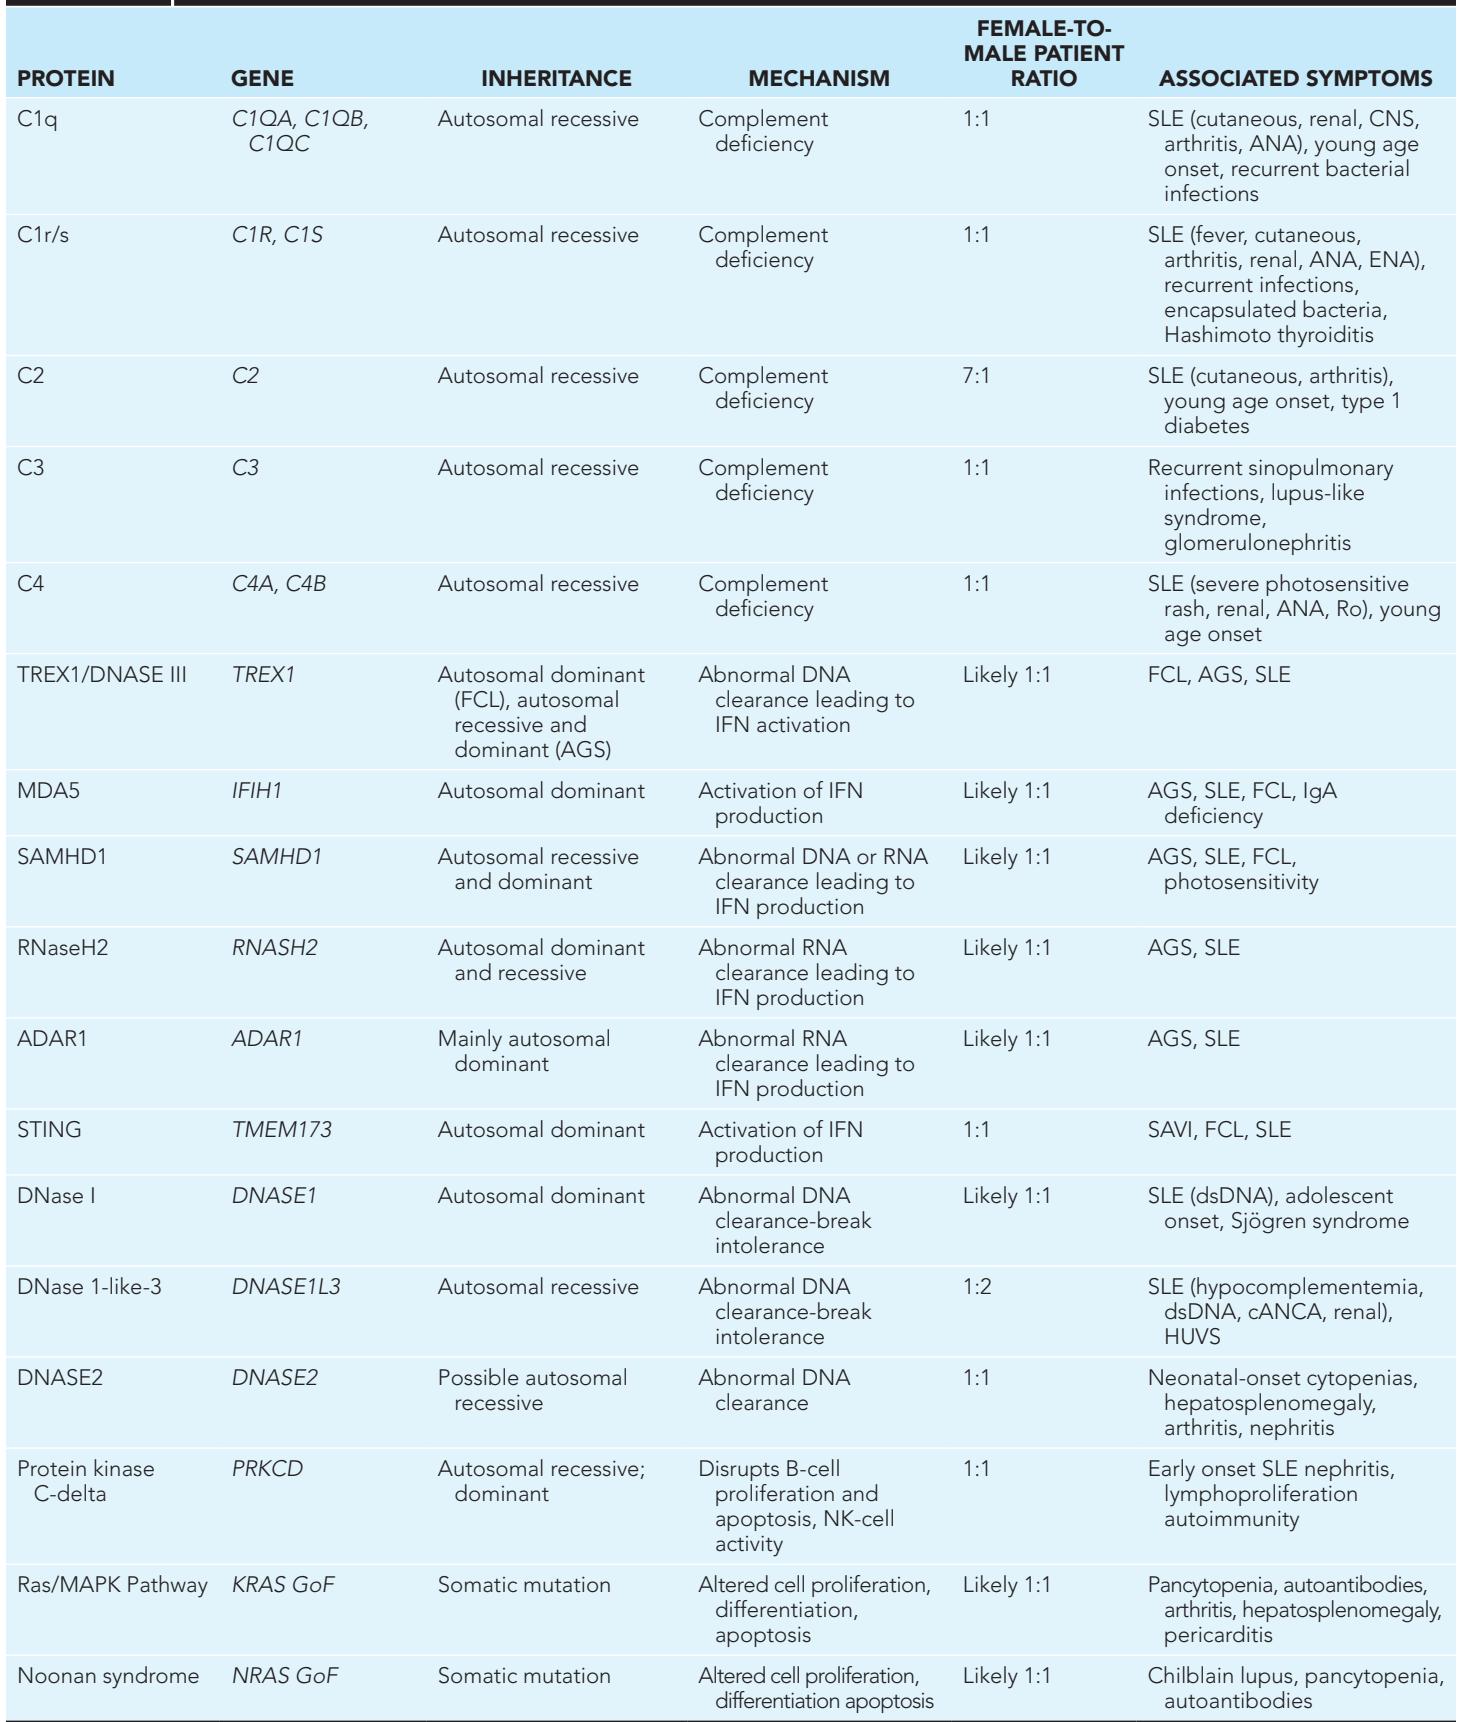 PROTEIN GENE INHERITANCE MECHANISM FEMALE-TO-MALE PATIENT RATIO ASSOCIATED SYMPTOMS
C1q C1QA, C1QB, Autosomal recessive Complement 1:1 SLE (cutaneous, renal, CNS,
C1QC deficiency arthritis, ANA), young age
onset, recurrent bacterial
infections
C1r/s C1R, C1S Autosomal recessive Complement 1:1 SLE (fever, cutaneous,
deficiency arthritis, renal, ANA, ENA),
recurrent infections,
encapsulated bacteria,
Hashimoto thyroiditis
C2 C2 Autosomal recessive Complement 7:1 SLE (cutaneous, arthritis),
deficiency young age onset, type 1
diabetes
C3 C3 Autosomal recessive Complement 1:1 Recurrent sinopulmonary
deficiency infections, lupus-like
syndrome,
glomerulonephritis
C4 C4A, C4B Autosomal recessive Complement 1:1 SLE (severe photosensitive
deficiency rash, renal, ANA, Ro), young
age onset
TREX1/DNASE III TREX1 Autosomal dominant Abnormal DNA Likely 1:1 FCL, AGS, SLE
(FCL), autosomal clearance leading to
recessive and IFN activation
dominant (AGS)
MDA5 IFIH1 Autosomal dominant Activation of IFN Likely 1:1 AGS, SLE, FCL, IgA
production deficiency
SAMHD1 SAMHD1 Autosomal recessive Abnormal DNA or RNA Likely 1:1 AGS, SLE, FCL,
and dominant clearance leading to photosensitivity
IFN production
RNaseH2 RNASH2 Autosomal dominant Abnormal RNA Likely 1:1 AGS, SLE
and recessive clearance leading to
IFN production
ADAR1 ADAR1 Mainly autosomal Abnormal RNA Likely 1:1 AGS, SLE
dominant clearance leading to
IFN production
STING TMEM173 Autosomal dominant Activation of IFN 1:1 SAVI, FCL, SLE
production
DNase I DNASE1 Autosomal dominant Abnormal DNA Likely 1:1 SLE (dsDNA), adolescent
clearance-break onset, Sjögren syndrome
intolerance
DNase 1-like-3 DNASE1L3 Autosomal recessive Abnormal DNA 1:2 SLE (hypocomplementemia,
clearance-break dsDNA, cANCA, renal),
intolerance HUVS
DNASE2 DNASE2 Possible autosomal Abnormal DNA 1:1 Neonatal-onset cytopenias,
recessive clearance hepatosplenomegaly,
arthritis, nephritis
Protein kinase PRKCD Autosomal recessive; Disrupts B-cell 1:1 Early onset SLE nephritis,
C-delta dominant proliferation and lymphoproliferation
apoptosis, NK-cell autoimmunity
activity
Ras/MAPK Pathway KRAS GoF Somatic mutation Altered cell proliferation, Likely 1:1 Pancytopenia, autoantibodies,
differentiation, arthritis, hepatosplenomegaly,
apoptosis pericarditis
Noonan syndrome NRAS GoF Somatic mutation Altered cell proliferation, Likely 1:1 Chilblain lupus, pancytopenia,
differentiation apoptosis autoantibodies